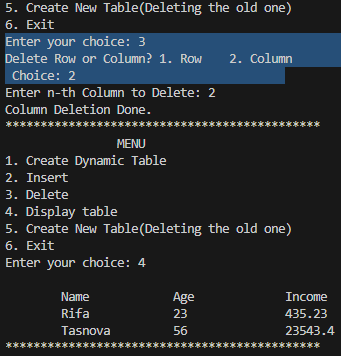 5. Create New Table(Deleting the old one)
6. Exit
Enter your choice: 3
Delete Row or Column? 1. Row    2. Column
 Choice: 2
Enter n-th Column to Delete: 2
Column Deletion Done.
*********************************************
                MENU
1. Create Dynamic Table
2. Insert
3. Delete
4. Display table
5. Create New Table(Deleting the old one)
6. Exit
Enter your choice: 4
        Name            Age             Income
        Rifa            23              435.23
        Tasnova         56              23543.4
*********************************************